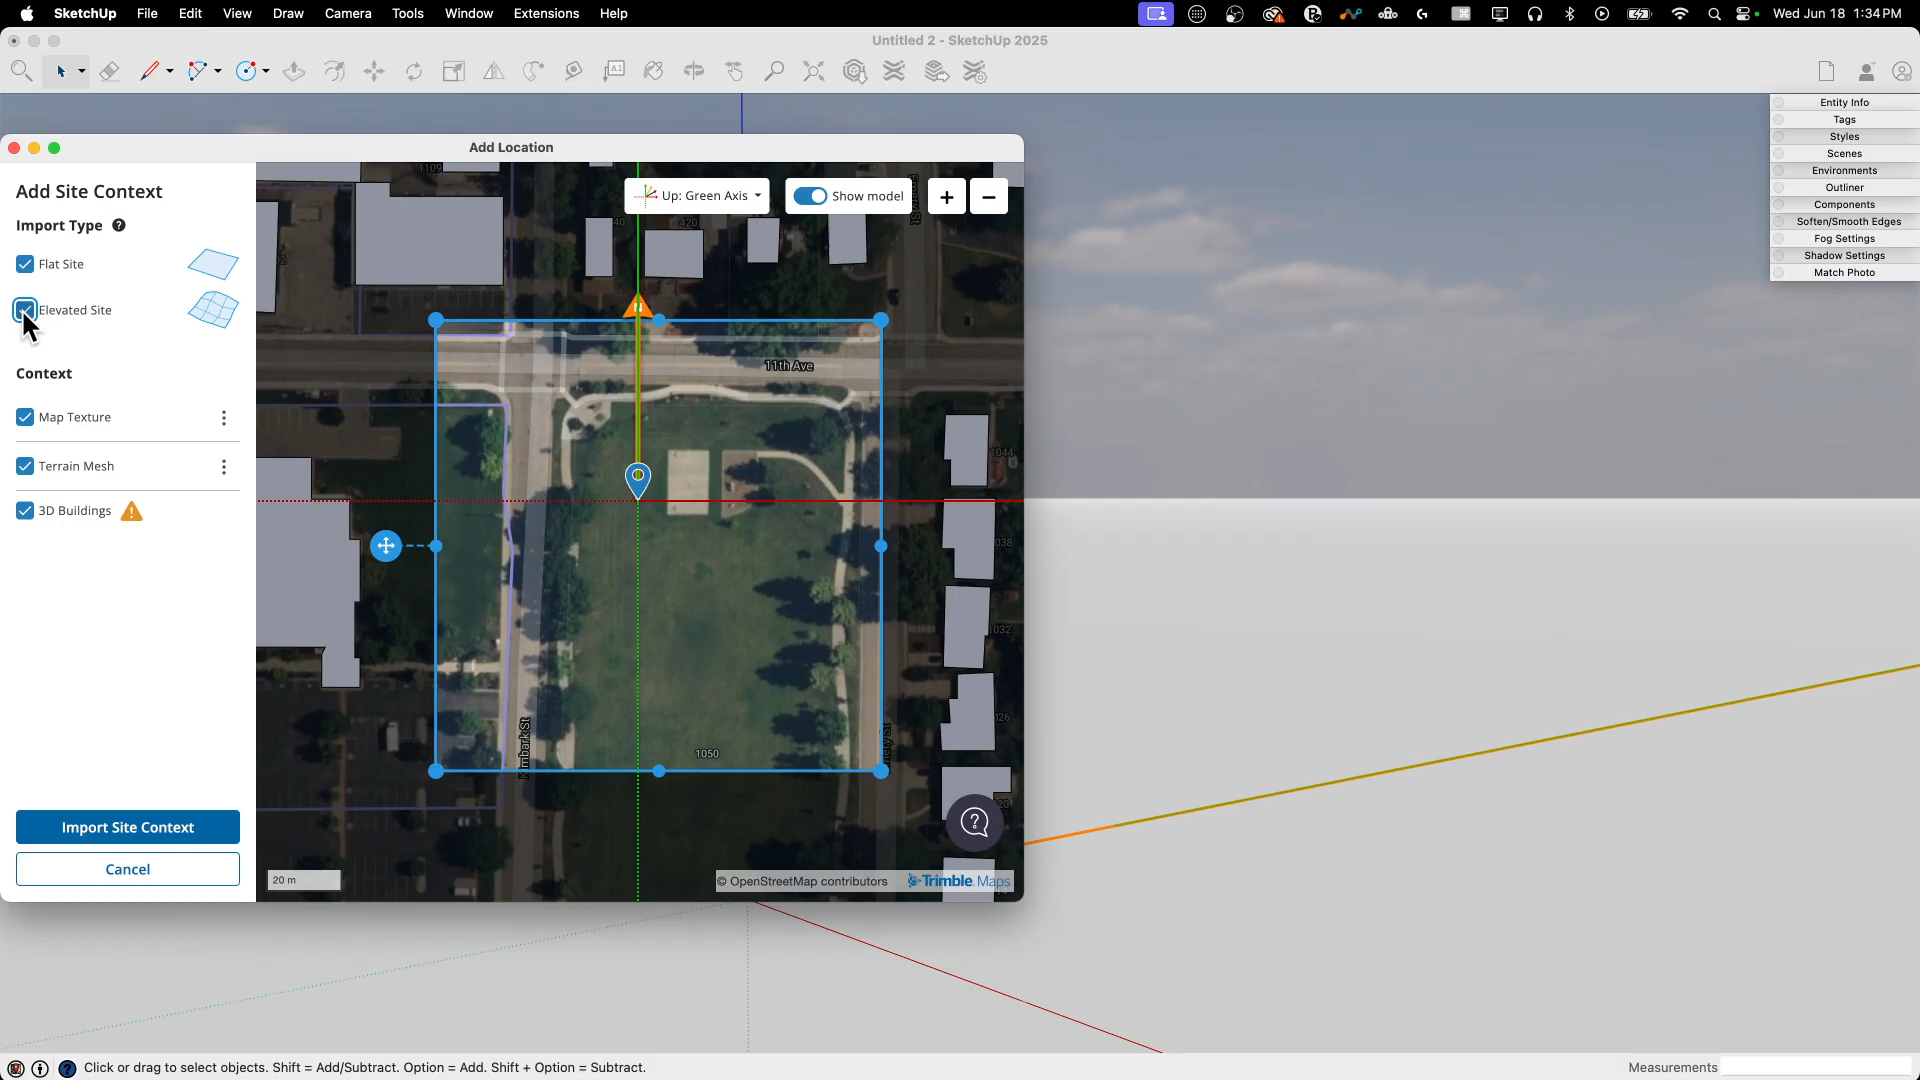 SketchUp File Edit View Draw Camera Tools Window Extensions Help Wed Jun 18 1:34 PM
Untitled 2 - SketchUp 2025
Entity Info
Tags
Styles
Scenes
Environments
Outliner
Components
Soften/Smooth Edges
Fog Settings
Shadow Settings
Match Photo
Add Location
Add Site Context
Import Type
Flat Site
Elevated Site
Context
Map Texture
Terrain Mesh
3D Buildings
Import Site Context
Cancel
Up: Green Axis
Show model
+ −
1109
420
N
11th Ave
1044
1032
1050
20 m
© OpenStreetMap contributors Trimble Maps
Click or drag to select objects. Shift = Add/Subtract. Option = Add. Shift + Option = Subtract.
Measurements